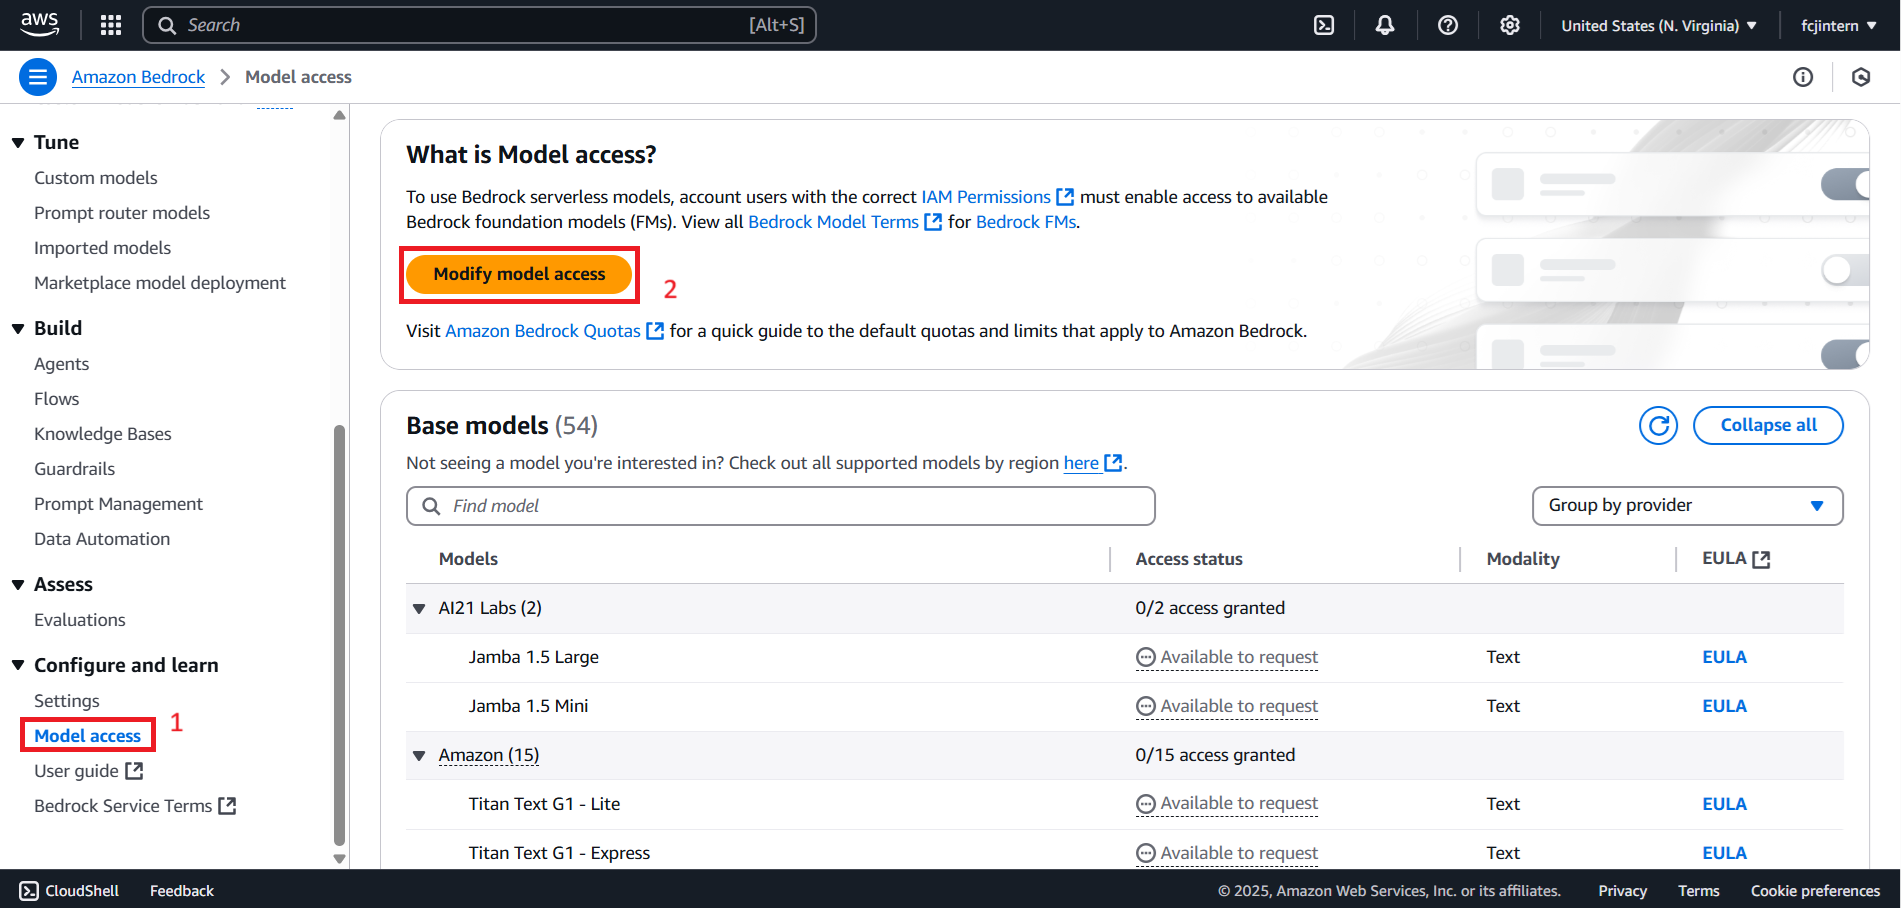 aws
Search [Alt+S]
United States (N. Virginia)
fcjintern
Amazon Bedrock
Model access
Tune
Custom models
Prompt router models
Imported models
Marketplace model deployment
Build
Agents
Flows
Knowledge Bases
Guardrails
Prompt Management
Data Automation
Assess
Evaluations
Configure and learn
Settings
Model access
1
User guide
Bedrock Service Terms
What is Model access?
To use Bedrock serverless models, account users with the correct IAM Permissions must enable access to available
Bedrock foundation models (FMs). View all Bedrock Model Terms for Bedrock FMs.
Modify model access
2
Visit Amazon Bedrock Quotas for a quick guide to the default quotas and limits that apply to Amazon Bedrock.
Base models (54)
Collapse all
Not seeing a model you're interested in? Check out all supported models by region here.
Find model
Group by provider
Models Access status Modality EULA
AI21 Labs (2) 0/2 access granted
Jamba 1.5 Large Available to request Text EULA
Jamba 1.5 Mini Available to request Text EULA
Amazon (15) 0/15 access granted
Titan Text G1 - Lite Available to request Text EULA
Titan Text G1 - Express Available to request Text EULA
CloudShell Feedback
© 2025, Amazon Web Services, Inc. or its affiliates. Privacy Terms Cookie preferences